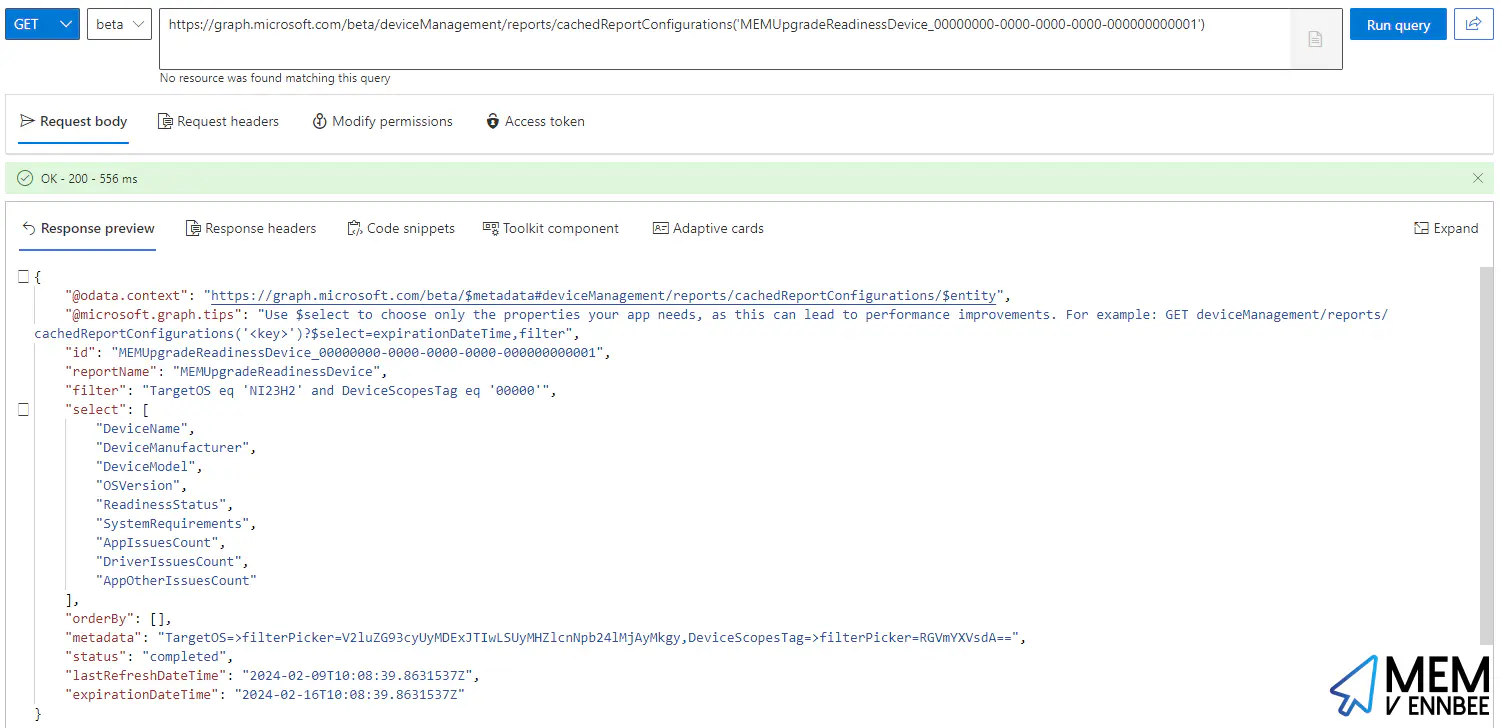 GET beta https://graph.microsoft.com/beta/deviceManagement/reports/cachedReportConfigurations('MEMUpgradeReadinessDevice_00000000-0000-0000-0000-000000000001') Run query
No resource was found matching this query
Request body Request headers Modify permissions Access token
OK - 200 - 556 ms
Response preview Response headers Code snippets Toolkit component Adaptive cards Expand
{
"@odata.context": "https://graph.microsoft.com/beta/$metadata#deviceManagement/reports/cachedReportConfigurations/$entity",
"@microsoft.graph.tips": "Use $select to choose only the properties your app needs, as this can lead to performance improvements. For example: GET deviceManagement/reports/
cachedReportConfigurations('<key>')?$select=expirationDateTime,filter",
"id": "MEMUpgradeReadinessDevice_00000000-0000-0000-0000-000000000001",
"reportName": "MEMUpgradeReadinessDevice",
"filter": "TargetOS eq 'NI23H2' and DeviceScopesTag eq '00000'",
"select": [
"DeviceName",
"DeviceManufacturer",
"DeviceModel",
"OSVersion",
"ReadinessStatus",
"SystemRequirements",
"AppIssuesCount",
"DriverIssuesCount",
"AppOtherIssuesCount"
],
"orderBy": [],
"metadata": "TargetOS=>filterPicker=V2luZG93cyUyMDExJTIwLSUyMHZlcnNpb24lMjAyMkgy,DeviceScopesTag=>filterPicker=RGVmYXVsdA==",
"status": "completed",
"lastRefreshDateTime": "2024-02-09T10:08:39.8631537Z",
"expirationDateTime": "2024-02-16T10:08:39.8631537Z"
}
MEM
V ENNBEE